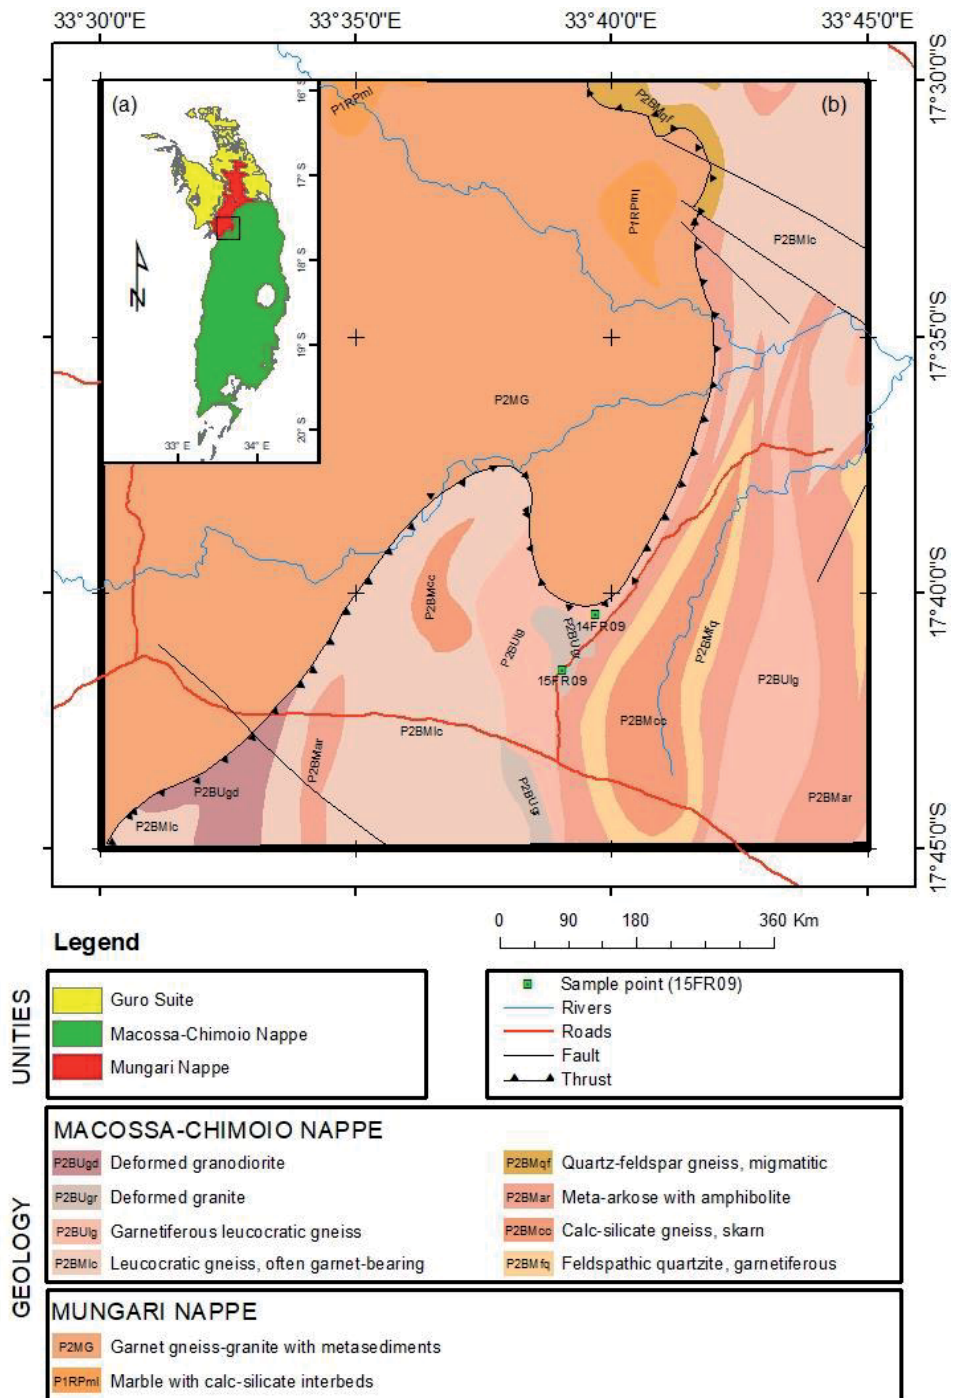 33°30'0"E 33°35'0"E 33°40'0"E 33°45'0"E
(a)
(b)
16° S
17° S
18° S
19° S
20° S
33° E 34° E
N
17°30'0"S
17°35'0"S
17°40'0"S
17°45'0"S
P1RPml
P2BMqf
P1RPml
P2BMlc
P2MG
P2BMcc
P2BUlg
P2BUgr
14FR09
15FR09
P2BMfq
P2BUlg
P2BMcc
P2BMlc
P2BMar
P2BUgd
P2BUgr
P2BMar
P2BMlc
0 90 180 360 Km
Legend
UNITIES
Guro Suite
Macossa-Chimoio Nappe
Mungari Nappe
Sample point (15FR09)
Rivers
Roads
Fault
Thrust
GEOLOGY
MACOSSA-CHIMOIO NAPPE
P2BUgd Deformed granodiorite
P2BUgr Deformed granite
P2BUlg Garnetiferous leucocratic gneiss
P2BMlc Leucocratic gneiss, often garnet-bearing
P2BMqf Quartz-feldspar gneiss, migmatitic
P2BMar Meta-arkose with amphibolite
P2BMcc Calc-silicate gneiss, skarn
P2BMfq Feldspathic quartzite, garnetiferous
MUNGARI NAPPE
P2MG Garnet gneiss-granite with metasediments
P1RPml Marble with calc-silicate interbeds